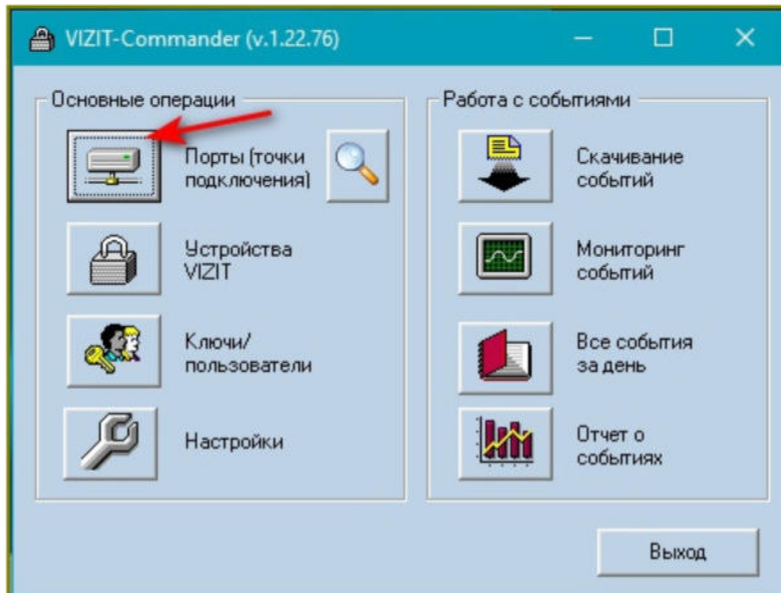 VIZIT-Commander (v.1.22.76)
Основные операции
Порты (точки
подключения)
Устройства
VIZIT
Ключи/
пользователи
Настройки
Работа с событиями
Скачивание
событий
Мониторинг
событий
Все события
за день
Отчет о
событиях
Выход